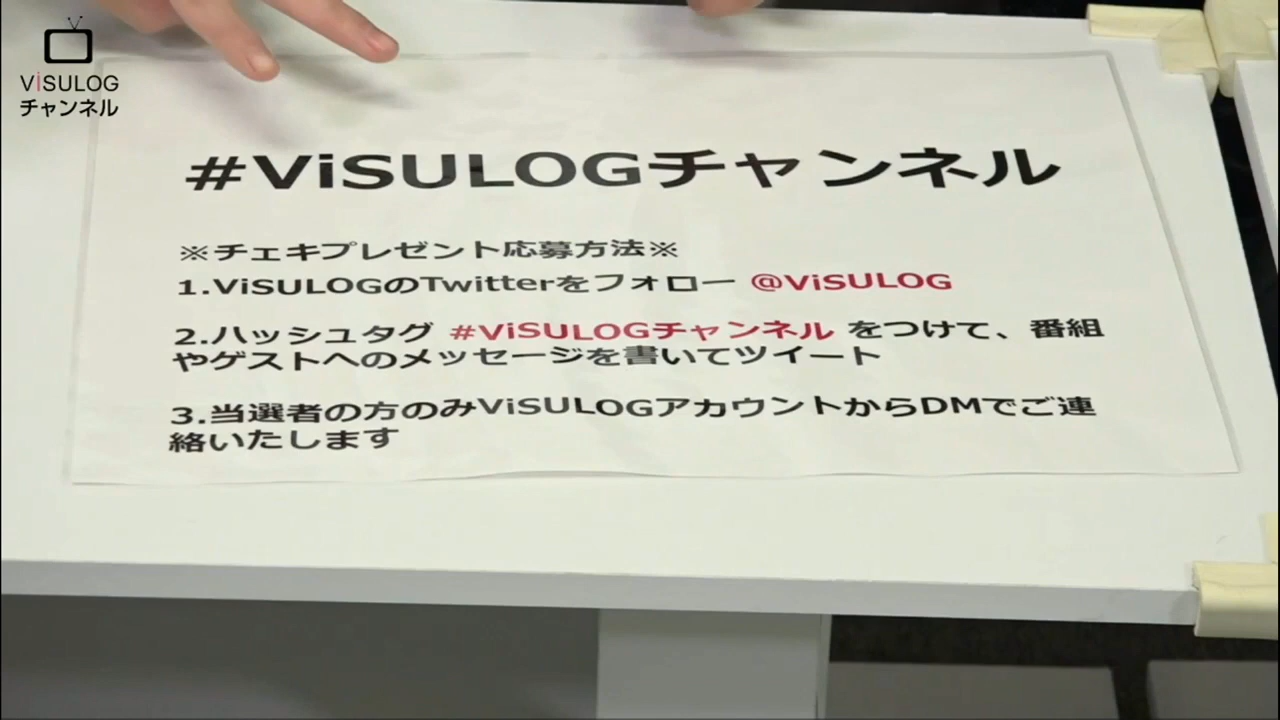 ViSULOG
チャンネル
#ViSULOGチャンネル
※チェキプレゼント応募方法※
1.ViSULOGのTwitterをフォロー @ViSULOG
2.ハッシュタグ #ViSULOGチャンネル をつけて、番組
やゲストへのメッセージを書いてツイート
3.当選者の方のみViSULOGアカウントからDMでご連
絡いたします